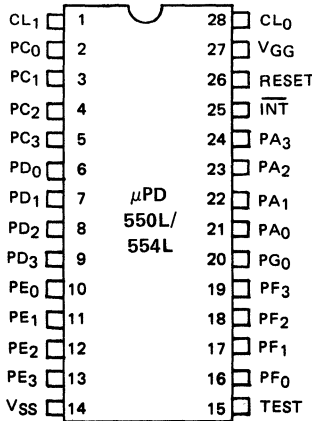 CL₁ 1 28 CL₀
PC₀ 2 27 VGG
PC₁ 3 26 RESET
PC₂ 4 25 I̅N̅T̅
PC₃ 5 24 PA₃
PD₀ 6 23 PA₂
PD₁ 7 μPD 22 PA₁
PD₂ 8 550L/ 21 PA₀
PD₃ 9 554L 20 PG₀
PE₀ 10 19 PF₃
PE₁ 11 18 PF₂
PE₂ 12 17 PF₁
PE₃ 13 16 PF₀
VSS 14 15 TEST